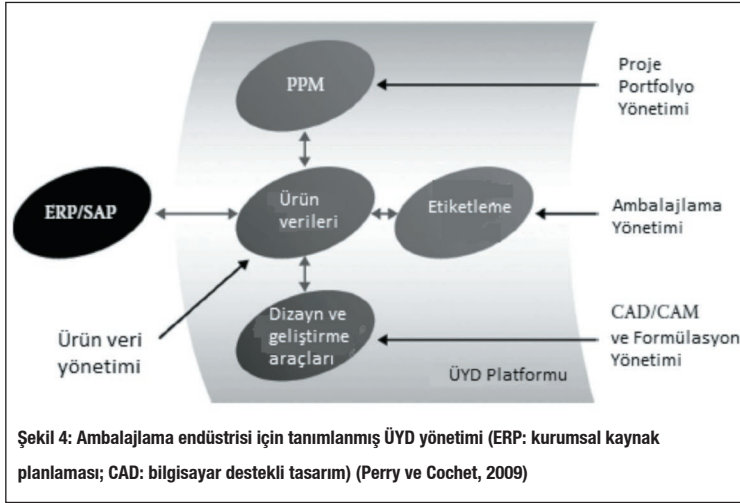 PPM
Proje
Portfolyo
Yönetimi
ERP/SAP
Ürün
verileri
Etiketleme
Ambalajlama
Yönetimi
Dizayn ve
geliştirme
araçları
CAD/CAM
ve Formülasyon
Yönetimi
Ürün veri
yönetimi
ÜYD Platformu
Şekil 4: Ambalajlama endüstrisi için tanımlanmış ÜYD yönetimi (ERP: kurumsal kaynak
planlaması; CAD: bilgisayar destekli tasarım) (Perry ve Cochet, 2009)